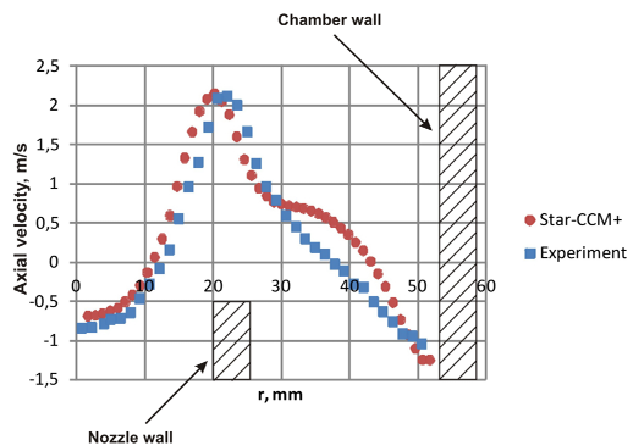 Chamber wall
2,5
2
1,5
1
0,5
0
-0,5
-1
-1,5
Axial velocity, m/s
0 10 20 30 40 50 60
r, mm
Star-CCM+
Experiment
Nozzle wall